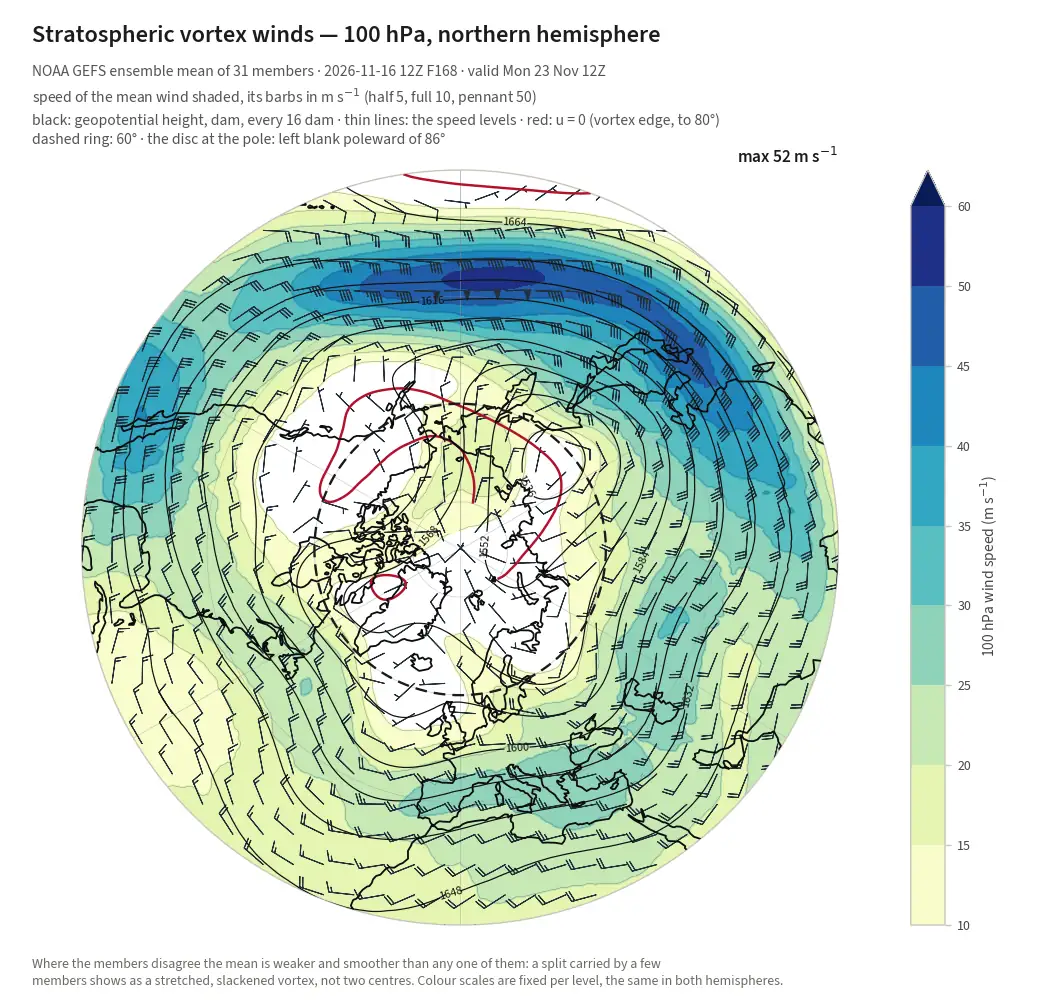 Stratospheric vortex winds — 100 hPa, northern hemisphere
NOAA GEFS ensemble mean of 31 members · 2026-11-16 12Z F168 · valid Mon 23 Nov 12Z
speed of the mean wind shaded, its barbs in m s⁻¹ (half 5, full 10, pennant 50)
black: geopotential height, dam, every 16 dam · thin lines: the speed levels · red: u = 0 (vortex edge, to 80°)
dashed ring: 60° · the disc at the pole: left blank poleward of 86°
max 52 m s⁻¹
1664
1616
1568
1552
1584
1632
1600
1648
60
50
45
40
35
30
25
20
15
10
100 hPa wind speed (m s⁻¹)
Where the members disagree the mean is weaker and smoother than any one of them: a split carried by a few
members shows as a stretched, slackened vortex, not two centres. Colour scales are fixed per level, the same in both hemispheres.